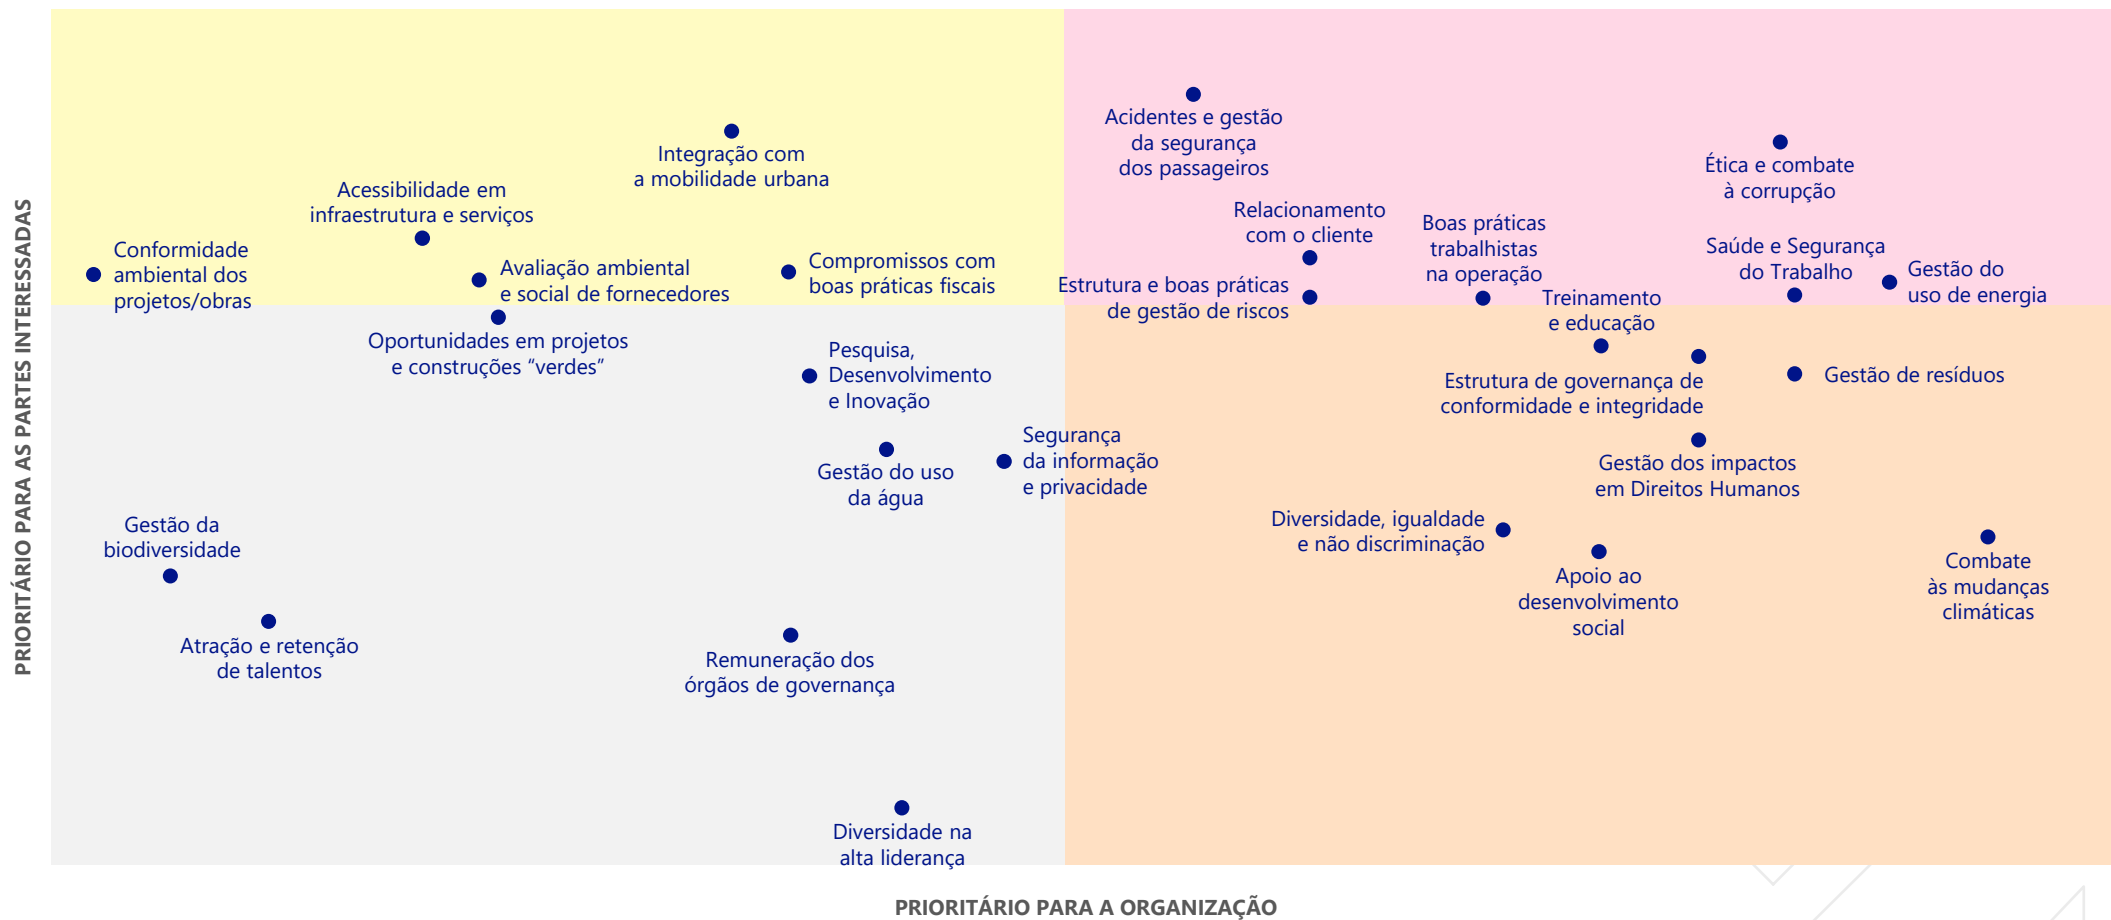 PRIORITÁRIO PARA AS PARTES INTERESSADAS
Acidentes e gestão
da segurança
dos passageiros
Integração com
a mobilidade urbana
Ética e combate
à corrupção
Acessibilidade em
infraestrutura e serviços
Relacionamento
com o cliente
Boas práticas
trabalhistas
na operação
Saúde e Segurança
do Trabalho
Conformidade
ambiental dos
projetos/obras
Avaliação ambiental
e social de fornecedores
Compromissos com
boas práticas fiscais
Estrutura e boas práticas
de gestão de riscos
Gestão do
uso de energia
Treinamento
e educação
Oportunidades em projetos
e construções “verdes”
Pesquisa,
Desenvolvimento
e Inovação
Estrutura de governança de
conformidade e integridade
Gestão de resíduos
Gestão do uso
da água
Segurança
da informação
e privacidade
Gestão dos impactos
em Direitos Humanos
Gestão da
biodiversidade
Diversidade, igualdade
e não discriminação
Apoio ao
desenvolvimento
social
Combate
às mudanças
climáticas
Atração e retenção
de talentos
Remuneração dos
órgãos de governança
Diversidade na
alta liderança
PRIORITÁRIO PARA A ORGANIZAÇÃO